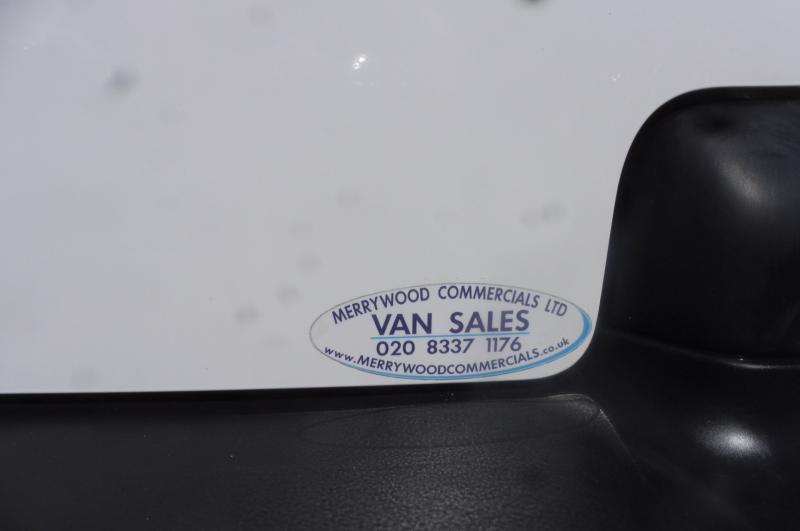 MERRYWOOD COMMERCIALS LTD
VAN SALES
020 8337 1176
www.MERRYWOODCOMMERCIALS.co.uk